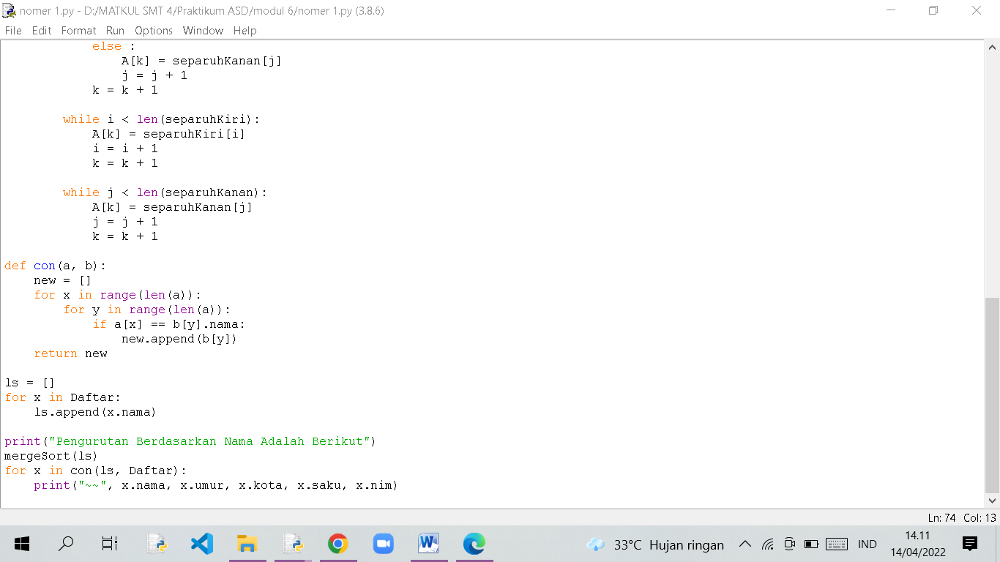 nomer 1.py - D:/MATKUL SMT 4/Praktikum ASD/modul 6/nomer 1.py (3.8.6)
File Edit Format Run Options Window Help
            else :
                A[k] = separuhKanan[j]
                j = j + 1
            k = k + 1

        while i < len(separuhKiri):
            A[k] = separuhKiri[i]
            i = i + 1
            k = k + 1

        while j < len(separuhKanan):
            A[k] = separuhKanan[j]
            j = j + 1
            k = k + 1

def con(a, b):
    new = []
    for x in range(len(a)):
        for y in range(len(a)):
            if a[x] == b[y].nama:
                new.append(b[y])
    return new

ls = []
for x in Daftar:
    ls.append(x.nama)

print("Pengurutan Berdasarkan Nama Adalah Berikut")
mergeSort(ls)
for x in con(ls, Daftar):
    print("~~", x.nama, x.umur, x.kota, x.saku, x.nim)
Ln: 74 Col: 13
33°C Hujan ringan
IND
14.11
14/04/2022